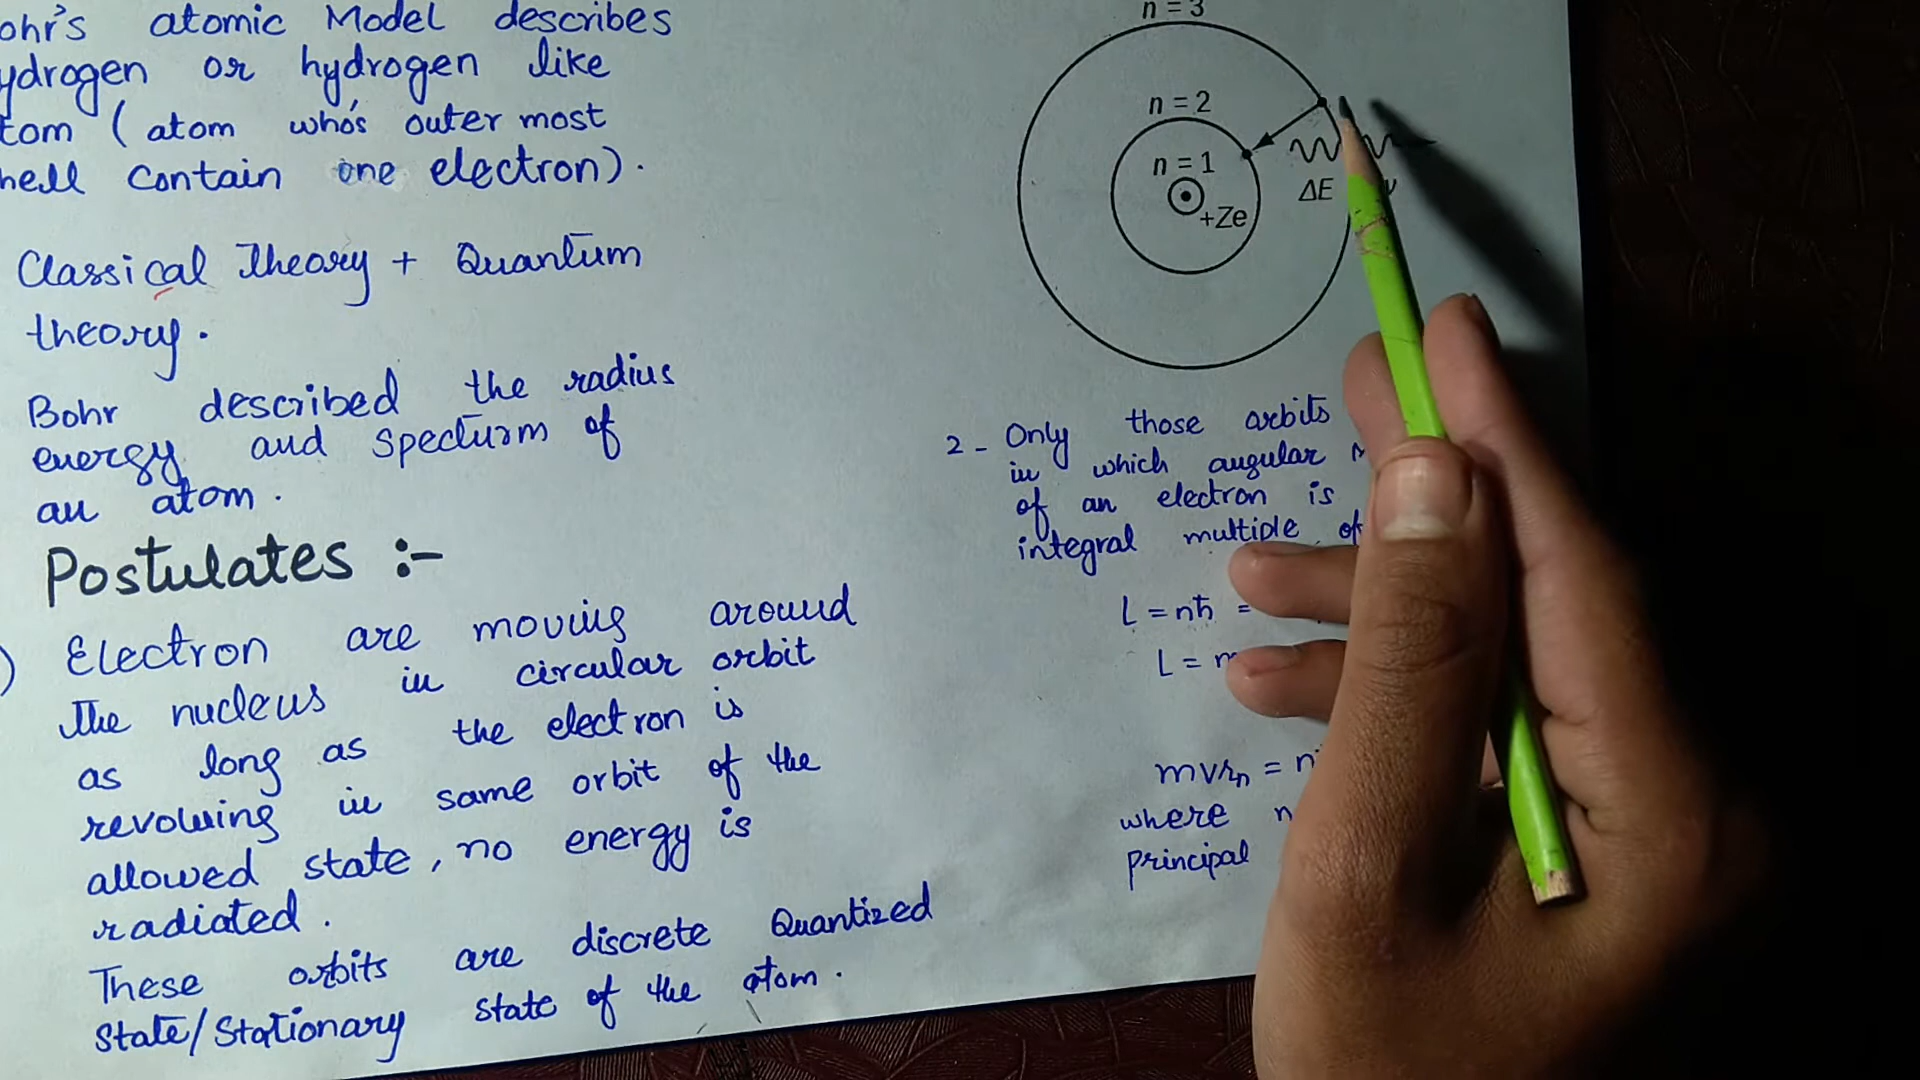 ohr's atomic Model describes
ydrogen or hydrogen like
tom (atom who's outer most
hell contain one electron).
Classical Theory + Quantum
theory.
Bohr described the radius
energy and specturm of
an atom.
Postulates :-
) Electron are moving around
The nucleus in circular orbit
as long as the electron is
revolving in same orbit of the
allowed state, no energy is
radiated.
These orbits are discrete Quantized
State/Stationary state of the atom.
n = 3
n = 2
n = 1
+Ze
ΔE
2 - Only those orbits
in which angular
of an electron is
integral multiple of
L = nħ =
L = m
mvrₙ = n
where n
principal